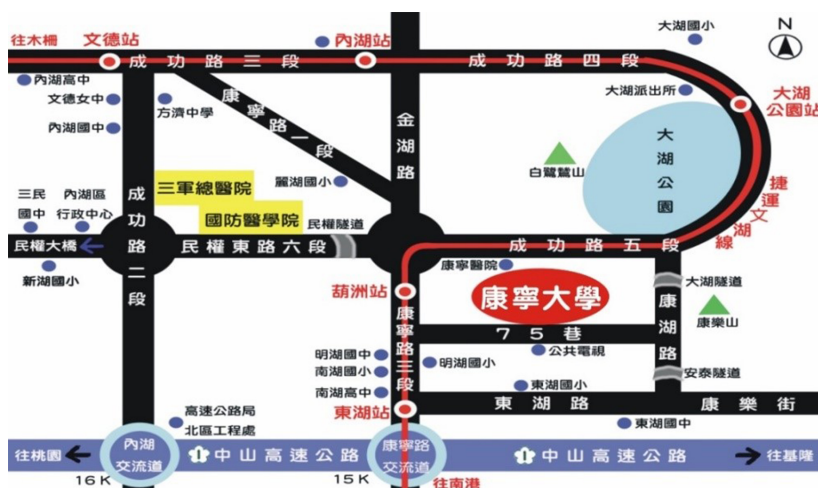 N
大湖國小
往木柵
文德站
內湖站
成功路三段
成功路四段
內湖高中
文德女中
方濟中學
康寧路一段
金湖路
大湖派出所
大湖
公園站
內湖國中
大湖公園
白鷺鷥山
麗湖國小
三軍總醫院
國防醫學院
三民
國中
內湖區
行政中心
成功路二段
民權隧道
捷運文湖線
民權大橋
民權東路六段
成功路五段
新湖國小
康寧醫院
大湖隧道
葫洲站
康寧大學
康湖路
康樂山
75巷
康寧路三段
明湖國中
明湖國小
公共電視
南湖國小
安泰隧道
南湖高中
東湖國小
東湖站
東湖路
康樂街
高速公路局
北區工程處
東湖國中
往桃園
內湖
交流道
1
中山高速公路
康寧路
交流道
1
中山高速公路
往基隆
16K
15K
往南港